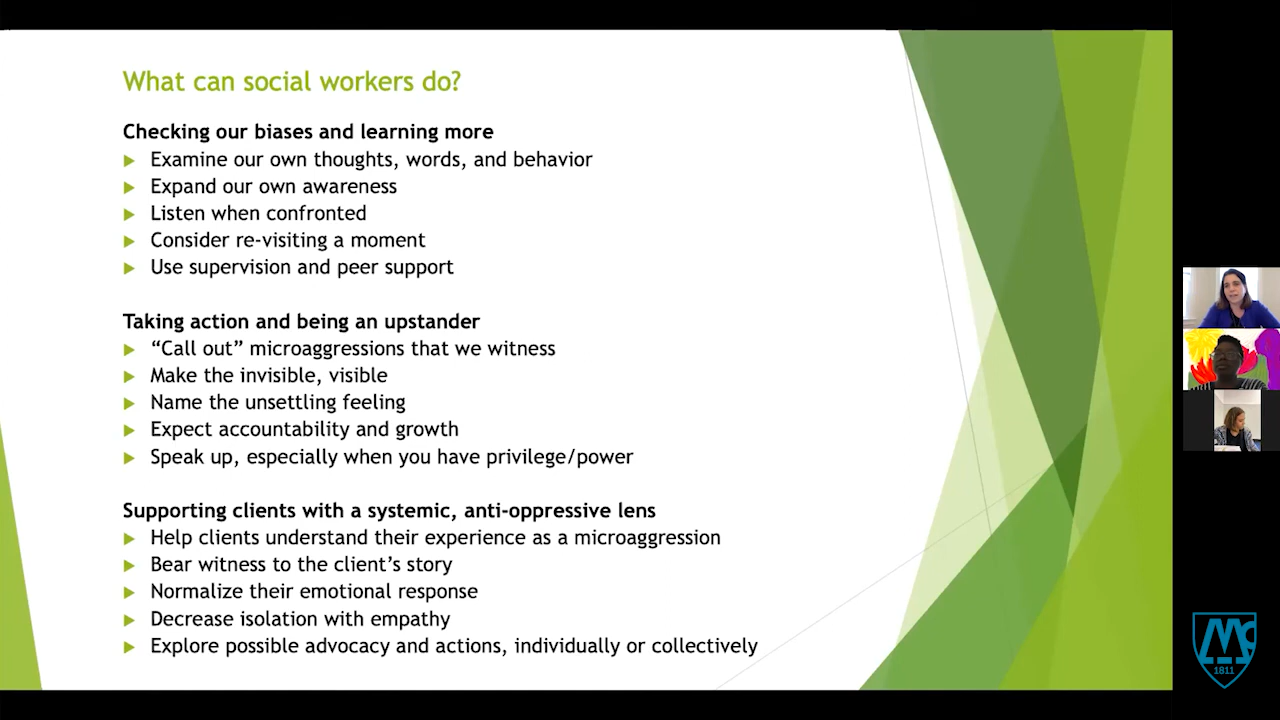 What can social workers do?
Checking our biases and learning more
Examine our own thoughts, words, and behavior
Expand our own awareness
Listen when confronted
Consider re-visiting a moment
Use supervision and peer support
Taking action and being an upstander
“Call out” microaggressions that we witness
Make the invisible, visible
Name the unsettling feeling
Expect accountability and growth
Speak up, especially when you have privilege/power
Supporting clients with a systemic, anti-oppressive lens
Help clients understand their experience as a microaggression
Bear witness to the client’s story
Normalize their emotional response
Decrease isolation with empathy
Explore possible advocacy and actions, individually or collectively
1811